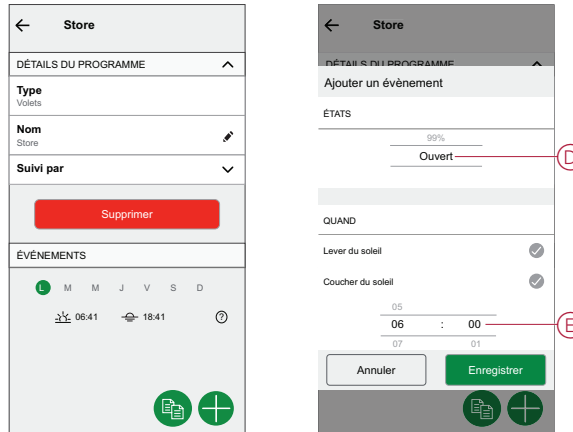 Store
DÉTAILS DU PROGRAMME
Type
Volets
Nom
Store
Suivi par
Supprimer
ÉVÉNEMENTS
L M M J V S D
06:41 18:41 ?
Store
DÉTAILS DU PROGRAMME
Ajouter un évènement
ÉTATS
99%
Ouvert
D
QUAND
Lever du soleil
Coucher du soleil
05
06 : 00
E
07 01
Annuler Enregistrer